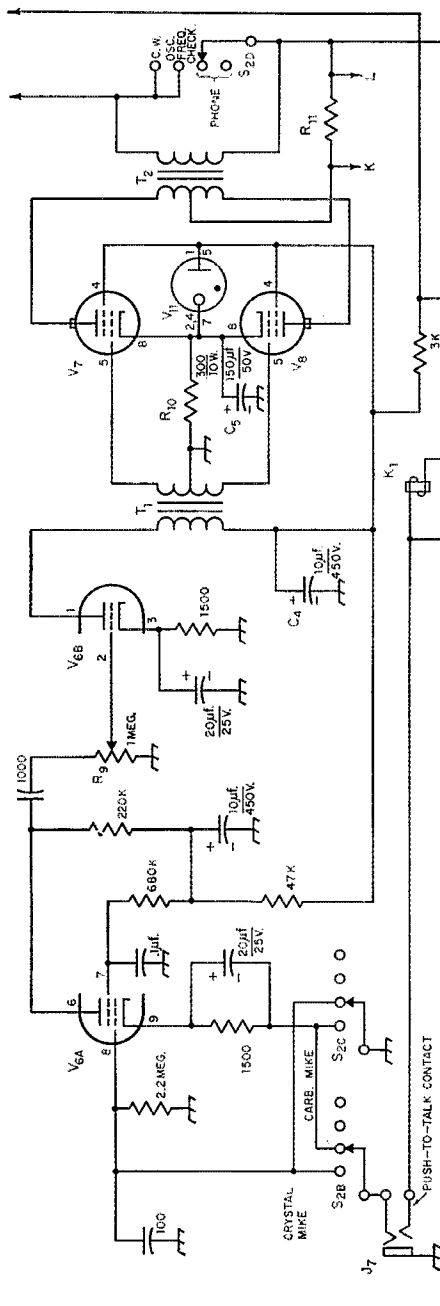 C.W.
OSC.
FREQ.
CHECK.
PHONE
S2D
L
R11
K
T2
V7
4
5
8
V11
1
5
2,4
7
300
10W.
R10
150µf
50V.
C5
+
−
8
4
5
V8
3K
K1
T1
C4
+
−
10µf.
450V.
V6B
1
2
3
1500
+
−
20µf.
25V.
1000
R9
1MEG.
220K
+
−
10µf.
450V.
680K
47K
V6A
6
7
8
9
.1µf.
2.2MEG.
1500
+
−
20µf.
25V.
100
CRYSTAL
MIKE
CARB. MIKE
S2B
S2C
J7
PUSH-TO-TALK CONTACT